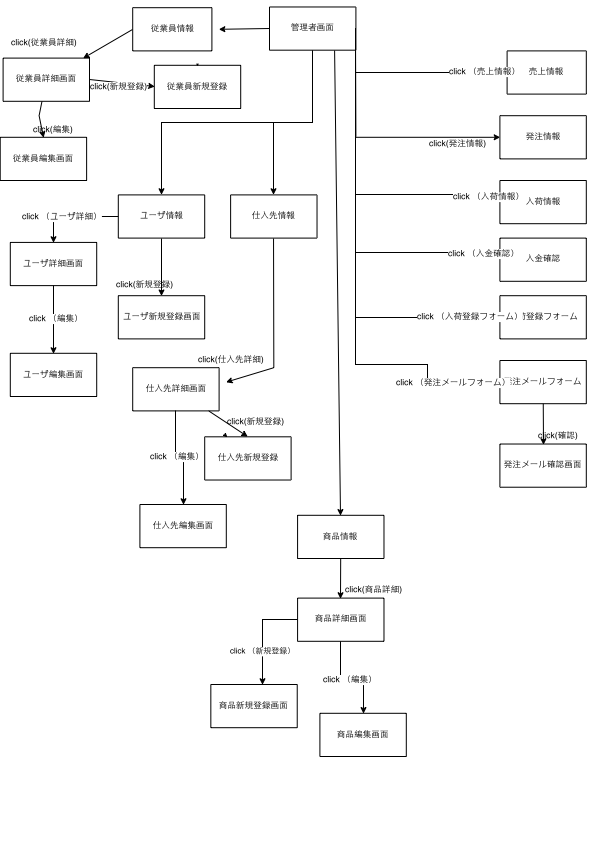 従業員情報
管理者画面
click(従業員詳細)
従業員詳細画面
click(新規登録)
従業員新規登録
click （売上情報）
売上情報
click(編集)
従業員編集画面
click(発注情報)
発注情報
click （入荷情報）
入荷情報
click （ユーザ詳細）
ユーザ情報
仕入先情報
ユーザ詳細画面
click （入金確認）
入金確認
click(新規登録)
click （編集）
ユーザ新規登録画面
click （入荷登録フォーム）
登録フォーム
click(仕入先詳細)
ユーザ編集画面
仕入先詳細画面
click （発注メールフォーム）
注メールフォーム
click(新規登録)
click(確認)
click （編集）
仕入先新規登録
発注メール確認画面
仕入先編集画面
商品情報
click(商品詳細)
商品詳細画面
click （新規登録）
click （編集）
商品新規登録画面
商品編集画面